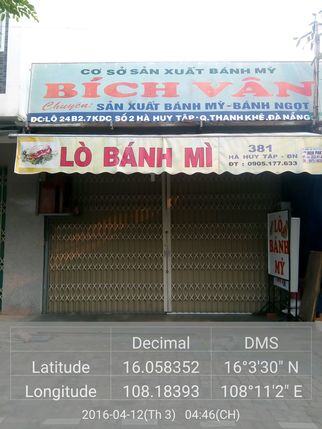 CƠ SỞ SẢN XUẤT BÁNH MỲ
BÍCH VÂN
Chuyên: SẢN XUẤT BÁNH MỲ-BÁNH NGỌT
ĐC:LÔ 24B2.7KDC SỐ 2 HÀ HUY TẬP-Q.THANH KHÊ.ĐÀ NẴNG
LÒ BÁNH MÌ
381
HÀ HUY TẬP - ĐN
ĐT : 0905.177.633
LÒ
BÁNH
MỲ
Decimal DMS
Latitude 16.058352 16°3'30" N
Longitude 108.18393 108°11'2" E
2016-04-12(Th 3) 04:46(CH)